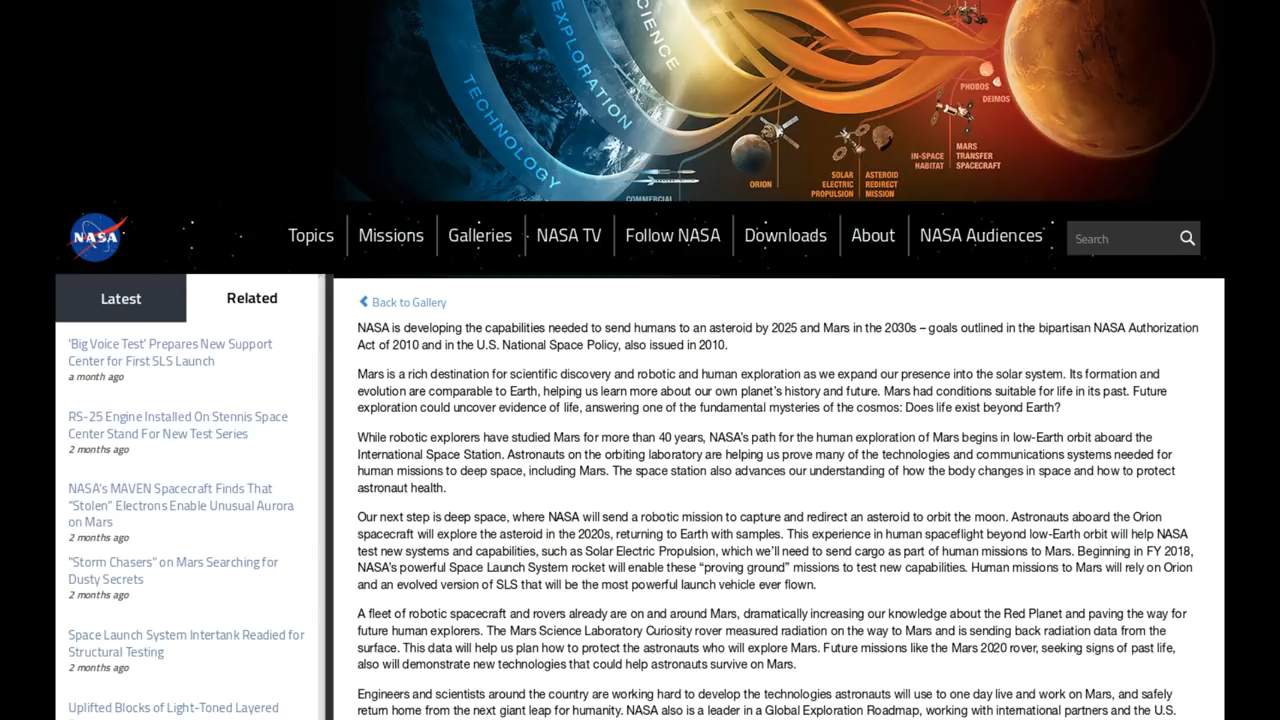 SCIENCE
EXPLORATION
TECHNOLOGY
PHOBOS
DEIMOS
IN-SPACE
HABITAT
MARS
TRANSFER
SPACECRAFT
ORION
SOLAR
ELECTRIC
PROPULSION
ASTEROID
REDIRECT
MISSION
COMMERCIAL
NASA
Topics
Missions
Galleries
NASA TV
Follow NASA
Downloads
About
NASA Audiences
Search
Latest
Related
'Big Voice Test' Prepares New Support
Center for First SLS Launch
a month ago
RS-25 Engine Installed On Stennis Space
Center Stand For New Test Series
2 months ago
NASA's MAVEN Spacecraft Finds That
"Stolen" Electrons Enable Unusual Aurora
on Mars
2 months ago
"Storm Chasers" on Mars Searching for
Dusty Secrets
2 months ago
Space Launch System Intertank Readied for
Structural Testing
2 months ago
Uplifted Blocks of Light-Toned Layered
Back to Gallery
NASA is developing the capabilities needed to send humans to an asteroid by 2025 and Mars in the 2030s – goals outlined in the bipartisan NASA Authorization
Act of 2010 and in the U.S. National Space Policy, also issued in 2010.
Mars is a rich destination for scientific discovery and robotic and human exploration as we expand our presence into the solar system. Its formation and
evolution are comparable to Earth, helping us learn more about our own planet's history and future. Mars had conditions suitable for life in its past. Future
exploration could uncover evidence of life, answering one of the fundamental mysteries of the cosmos: Does life exist beyond Earth?
While robotic explorers have studied Mars for more than 40 years, NASA's path for the human exploration of Mars begins in low-Earth orbit aboard the
International Space Station. Astronauts on the orbiting laboratory are helping us prove many of the technologies and communications systems needed for
human missions to deep space, including Mars. The space station also advances our understanding of how the body changes in space and how to protect
astronaut health.
Our next step is deep space, where NASA will send a robotic mission to capture and redirect an asteroid to orbit the moon. Astronauts aboard the Orion
spacecraft will explore the asteroid in the 2020s, returning to Earth with samples. This experience in human spaceflight beyond low-Earth orbit will help NASA
test new systems and capabilities, such as Solar Electric Propulsion, which we'll need to send cargo as part of human missions to Mars. Beginning in FY 2018,
NASA's powerful Space Launch System rocket will enable these “proving ground” missions to test new capabilities. Human missions to Mars will rely on Orion
and an evolved version of SLS that will be the most powerful launch vehicle ever flown.
A fleet of robotic spacecraft and rovers already are on and around Mars, dramatically increasing our knowledge about the Red Planet and paving the way for
future human explorers. The Mars Science Laboratory Curiosity rover measured radiation on the way to Mars and is sending back radiation data from the
surface. This data will help us plan how to protect the astronauts who will explore Mars. Future missions like the Mars 2020 rover, seeking signs of past life,
also will demonstrate new technologies that could help astronauts survive on Mars.
Engineers and scientists around the country are working hard to develop the technologies astronauts will use to one day live and work on Mars, and safely
return home from the next giant leap for humanity. NASA also is a leader in a Global Exploration Roadmap, working with international partners and the U.S.